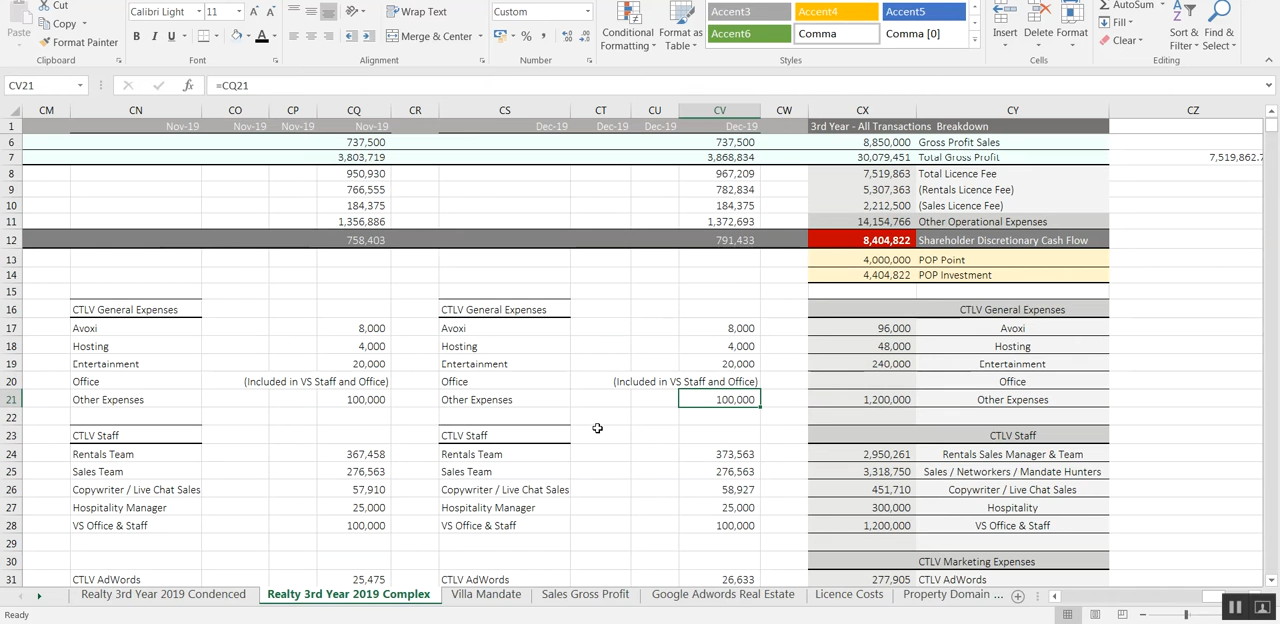 Cut
Copy
Paste
Format Painter
Clipboard
Calibri Light 11 A A
B I U A
Font
Wrap Text
Merge & Center
Alignment
Custom
%
Number
Conditional Formatting
Format as Table
Accent3 Accent4 Accent5
Accent6 Comma Comma [0]
Styles
Insert Delete Format
Cells
AutoSum
Fill
Clear
Sort & Filter
Find & Select
Editing
CV21 fx =CQ21
CM CN CO CP CQ CR CS CT CU CV CW CX CY CZ
1 Nov-19 Nov-19 Nov-19 Nov-19 Dec-19 Dec-19 Dec-19 Dec-19 3rd Year - All Transactions Breakdown
6 737,500 737,500 8,850,000 Gross Profit Sales
7 3,803,719 3,868,834 30,079,451 Total Gross Profit 7,519,862.7
8 950,930 967,209 7,519,863 Total Licence Fee
9 766,555 782,834 5,307,363 (Rentals Licence Fee)
10 184,375 184,375 2,212,500 (Sales Licence Fee)
11 1,356,886 1,372,693 14,154,766 Other Operational Expenses
12 758,403 791,433 8,404,822 Shareholder Discretionary Cash Flow
13 4,000,000 POP Point
14 4,404,822 POP Investment
15
16 CTLV General Expenses CTLV General Expenses CTLV General Expenses
17 Avoxi 8,000 Avoxi 8,000 96,000 Avoxi
18 Hosting 4,000 Hosting 4,000 48,000 Hosting
19 Entertainment 20,000 Entertainment 20,000 240,000 Entertainment
20 Office (Included in VS Staff and Office) Office (Included in VS Staff and Office) Office
21 Other Expenses 100,000 Other Expenses 100,000 1,200,000 Other Expenses
22
23 CTLV Staff CTLV Staff CTLV Staff
24 Rentals Team 367,458 Rentals Team 373,563 2,950,261 Rentals Sales Manager & Team
25 Sales Team 276,563 Sales Team 276,563 3,318,750 Sales / Networkers / Mandate Hunters
26 Copywriter / Live Chat Sales 57,910 Copywriter / Live Chat Sales 58,927 451,710 Copywriter / Live Chat Sales
27 Hospitality Manager 25,000 Hospitality Manager 25,000 300,000 Hospitality
28 VS Office & Staff 100,000 VS Office & Staff 100,000 1,200,000 VS Office & Staff
29
30 CTLV Marketing Expenses
31 CTLV AdWords 25,475 CTLV AdWords 26,633 277,905 CTLV AdWords
Realty 3rd Year 2019 Condenced Realty 3rd Year 2019 Complex Villa Mandate Sales Gross Profit Google Adwords Real Estate Licence Costs Property Domain ...
Ready